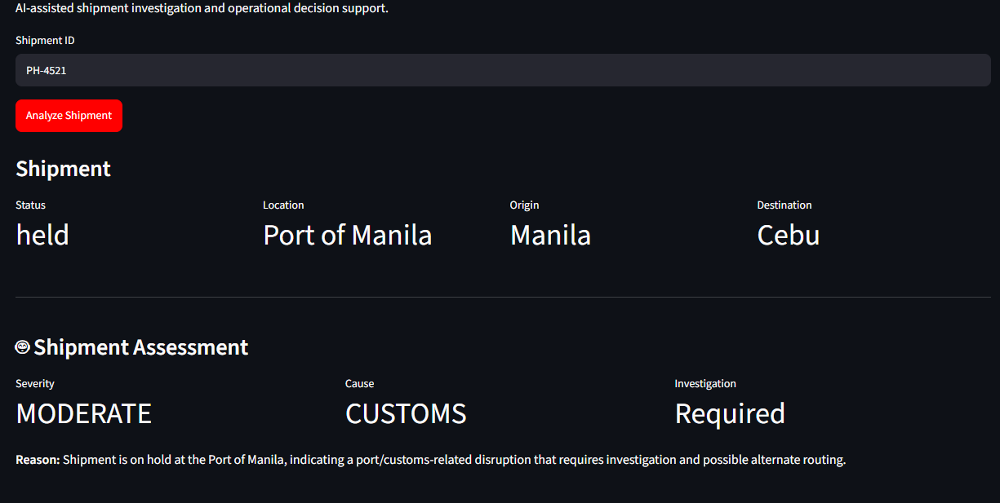 AI-assisted shipment investigation and operational decision support.
Shipment ID
PH-4521
Analyze Shipment
Shipment
Status
Location
Origin
Destination
held
Port of Manila
Manila
Cebu
Shipment Assessment
Severity
Cause
Investigation
MODERATE
CUSTOMS
Required
Reason: Shipment is on hold at the Port of Manila, indicating a port/customs-related disruption that requires investigation and possible alternate routing.